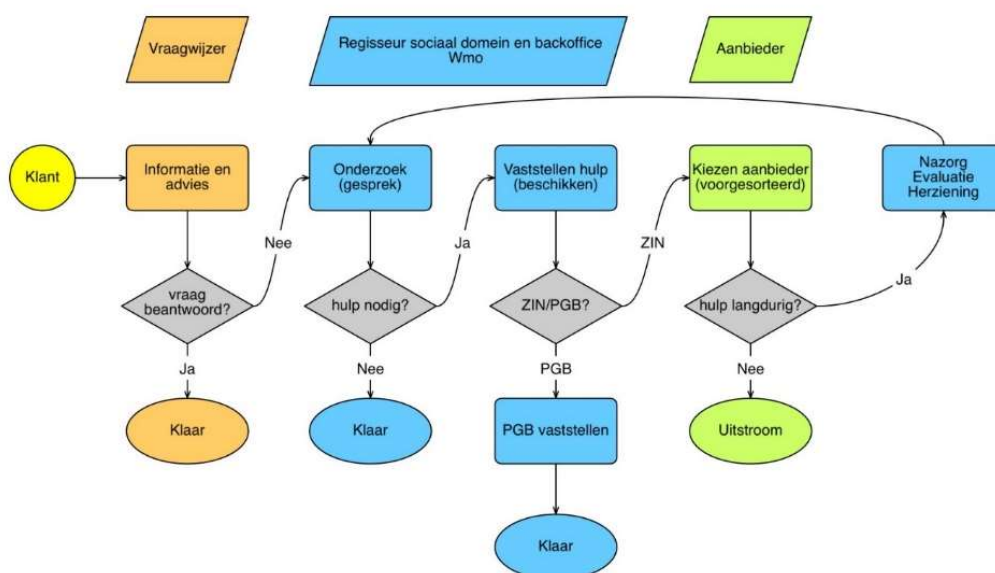 Vraagwijzer
Regisseur sociaal domein en backoffice
Wmo
Aanbieder
Klant
Informatie en
advies
Onderzoek
(gesprek)
Vaststellen hulp
(beschikken)
Kiezen aanbieder
(voorgesorteerd)
Nazorg
Evaluatie
Herziening
Nee
Ja
ZIN
Ja
vraag
beantwoord?
hulp nodig?
ZIN/PGB?
hulp langdurig?
Ja
Nee
PGB
Nee
Klaar
Klaar
PGB vaststellen
Uitstroom
Klaar